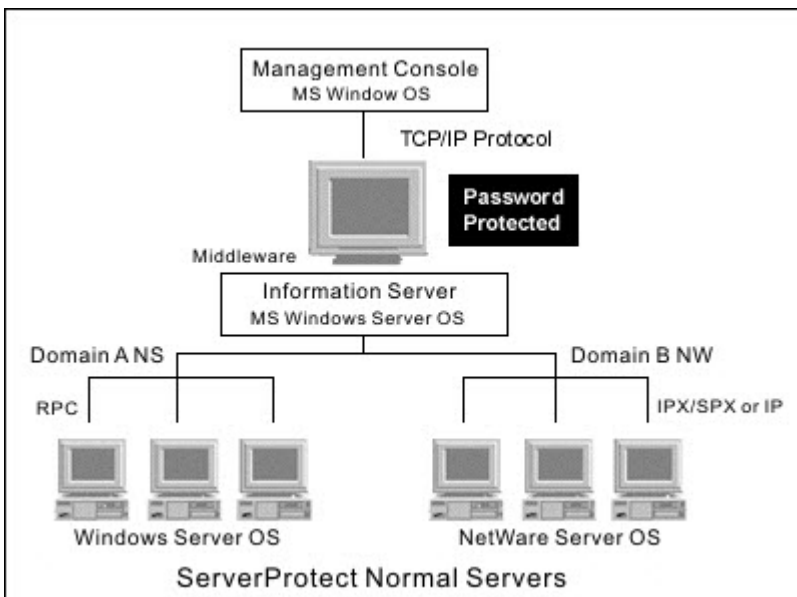 Management Console
MS Window OS
TCP/IP Protocol
Password
Protected
Middleware
Information Server
MS Windows Server OS
Domain A NS
Domain B NW
RPC
IPX/SPX or IP
Windows Server OS
NetWare Server OS
ServerProtect Normal Servers